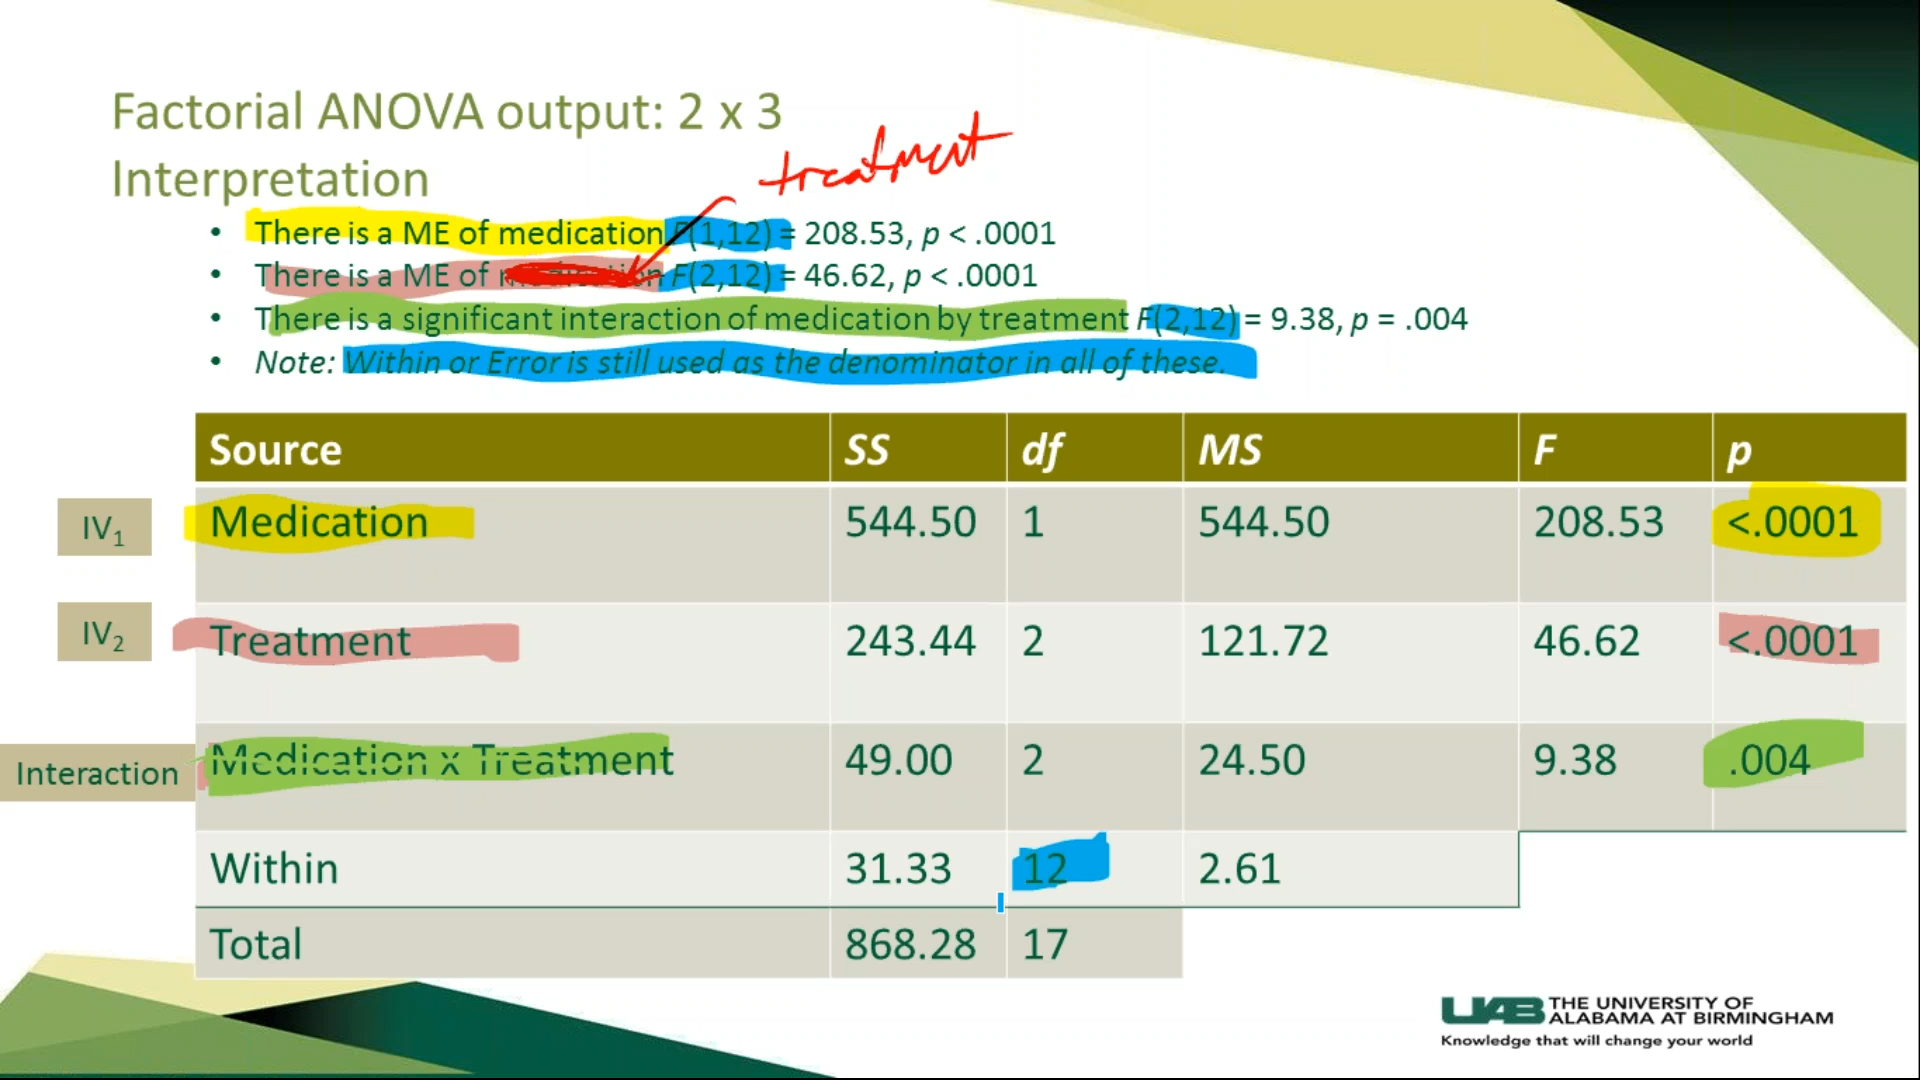 Factorial ANOVA output: 2 x 3
Interpretation
treatment
• There is a ME of medication F(1,12) = 208.53, p < .0001
• There is a ME of medication F(2,12) = 46.62, p < .0001
• There is a significant interaction of medication by treatment F(2,12) = 9.38, p = .004
• Note: Within or Error is still used as the denominator in all of these.
Source SS df MS F p
IV₁ Medication 544.50 1 544.50 208.53 <.0001
IV₂ Treatment 243.44 2 121.72 46.62 <.0001
Interaction Medication x Treatment 49.00 2 24.50 9.38 .004
Within 31.33 12 2.61
Total 868.28 17
UAB THE UNIVERSITY OF
ALABAMA AT BIRMINGHAM
Knowledge that will change your world